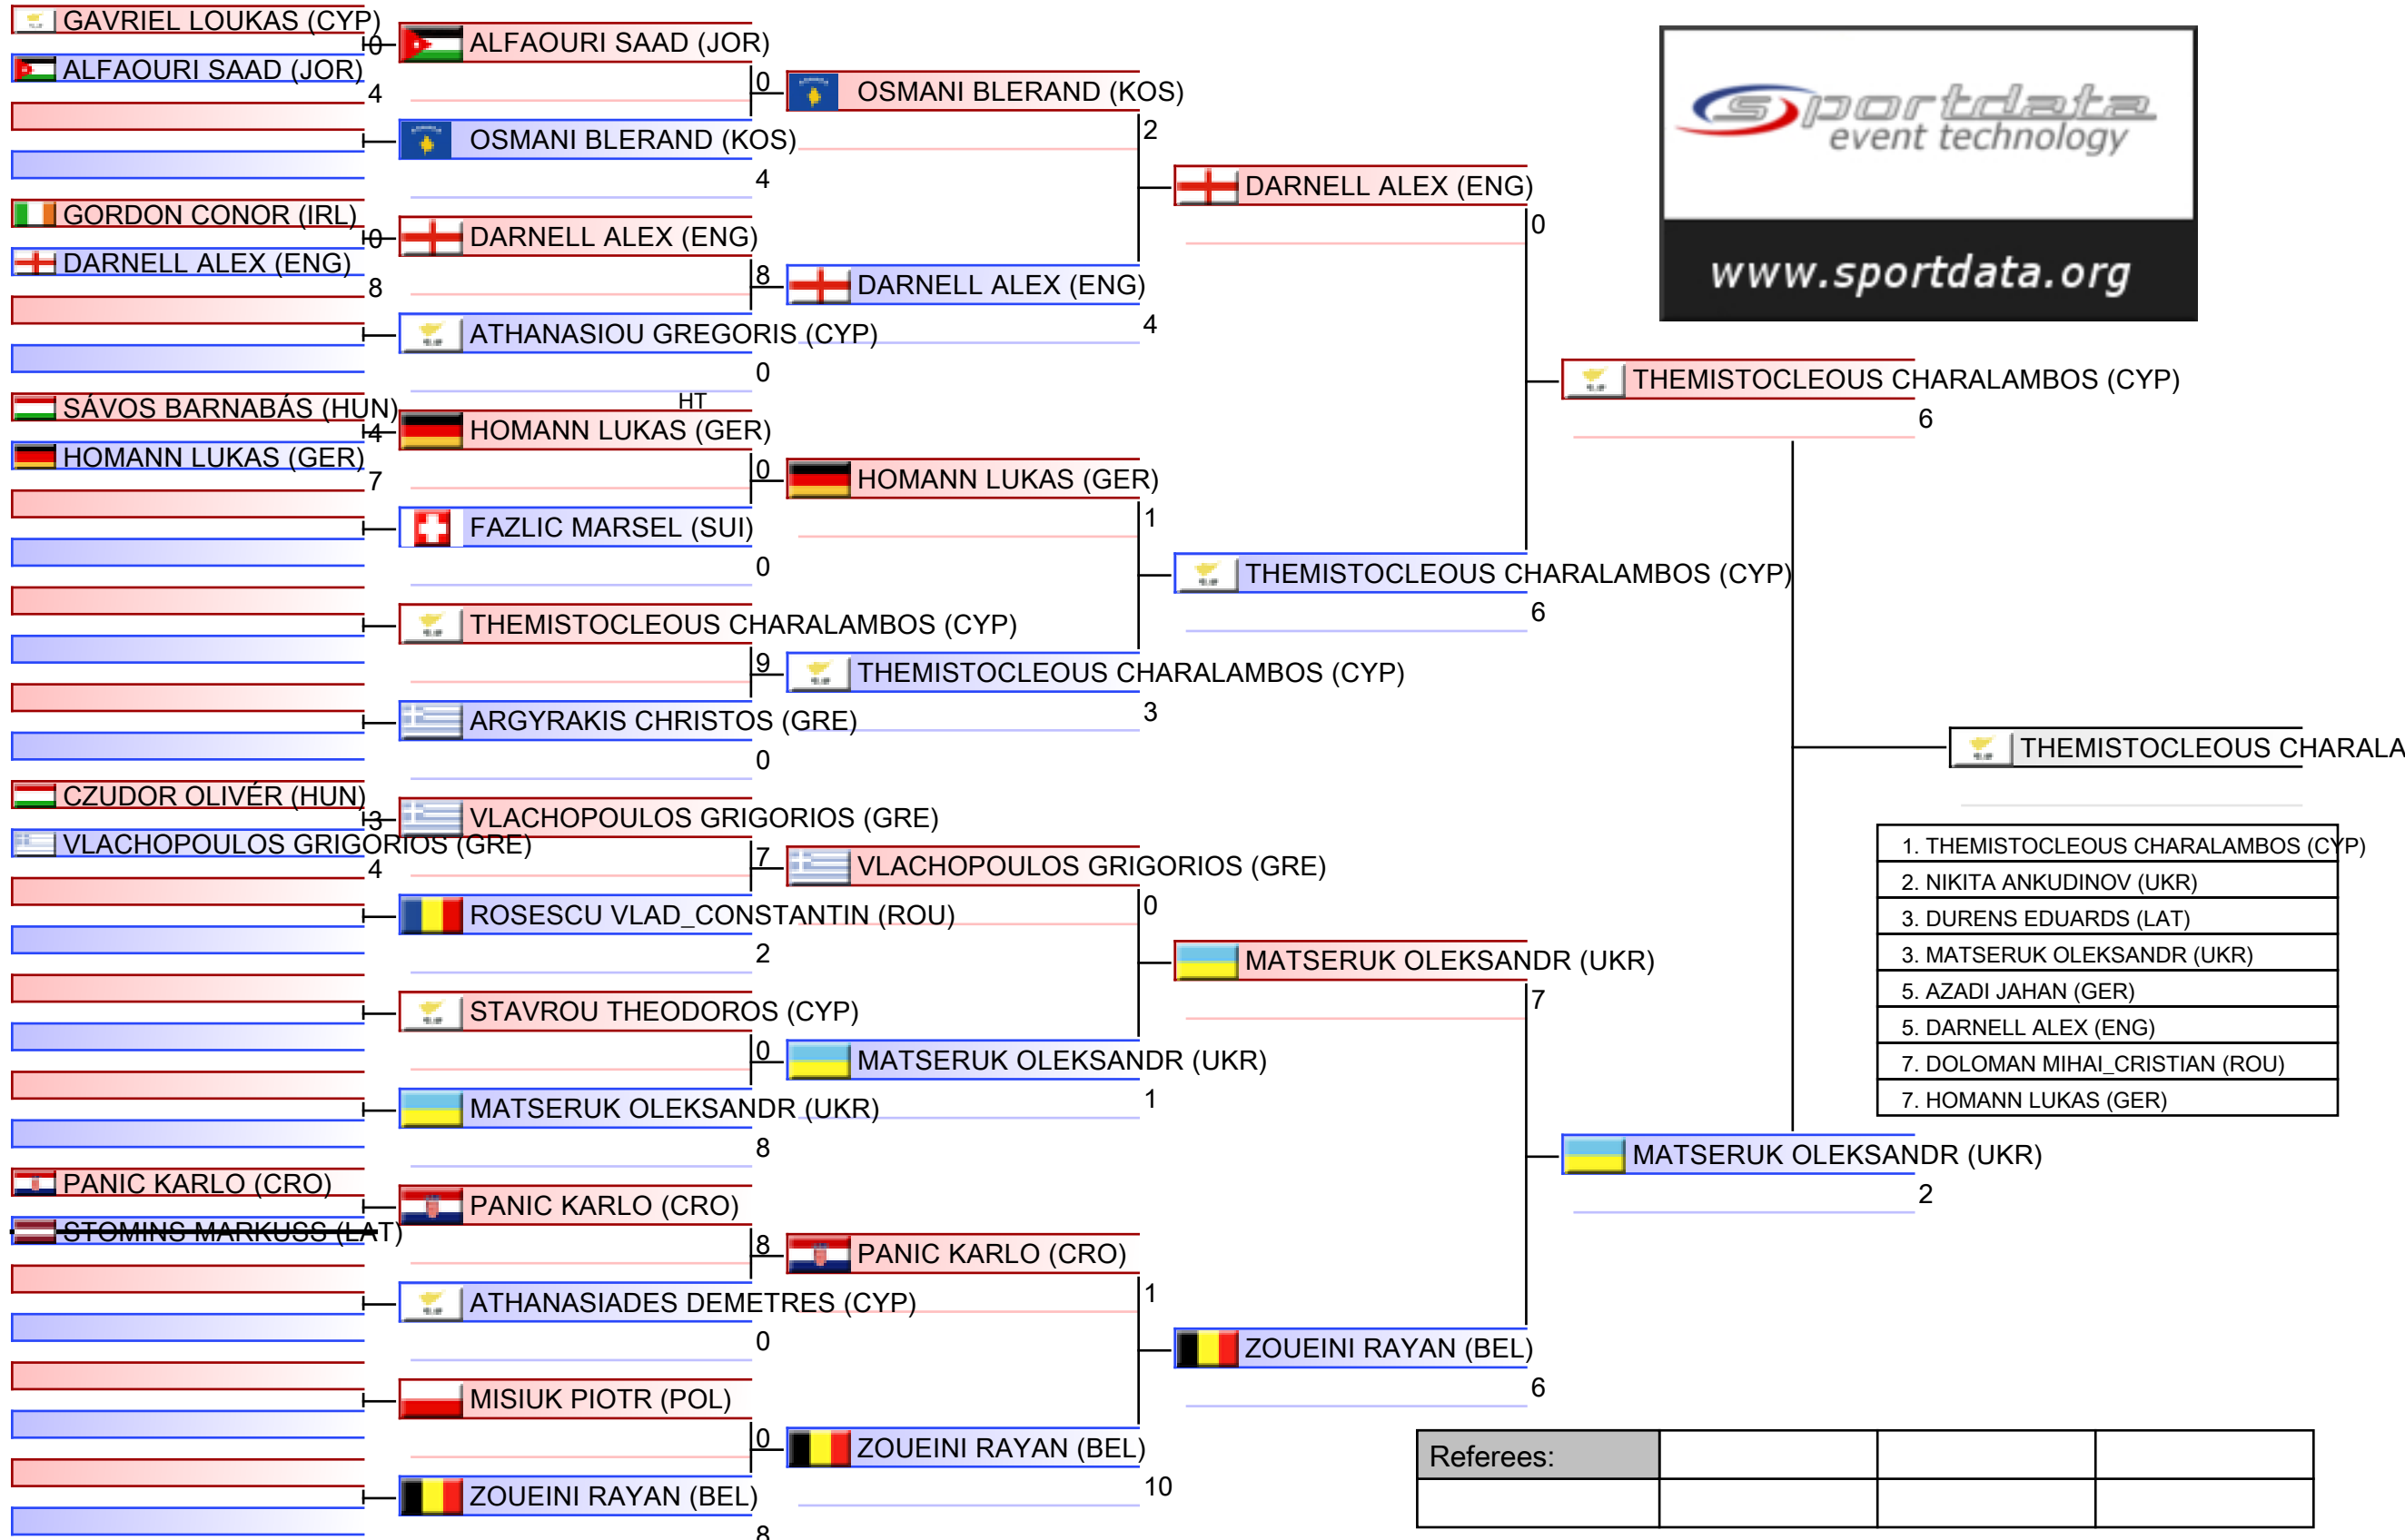 GAVRIEL LOUKAS (CYP)
0
ALFAOURI SAAD (JOR)
4
GORDON CONOR (IRL)
0
DARNELL ALEX (ENG)
8
SÁVOS BARNABÁS (HUN)
4
HOMANN LUKAS (GER)
7
CZUDOR OLIVÉR (HUN)
3
VLACHOPOULOS GRIGORIOS (GRE)
4
PANIC KARLO (CRO)
STOMINS MARKUSS (LAT)
ALFAOURI SAAD (JOR)
0
OSMANI BLERAND (KOS)
4
DARNELL ALEX (ENG)
8
ATHANASIOU GREGORIS (CYP)
0
HT
HOMANN LUKAS (GER)
0
FAZLIC MARSEL (SUI)
0
THEMISTOCLEOUS CHARALAMBOS (CYP)
9
ARGYRAKIS CHRISTOS (GRE)
0
VLACHOPOULOS GRIGORIOS (GRE)
7
ROSESCU VLAD_CONSTANTIN (ROU)
2
STAVROU THEODOROS (CYP)
0
MATSERUK OLEKSANDR (UKR)
8
PANIC KARLO (CRO)
8
ATHANASIADES DEMETRES (CYP)
0
MISIUK PIOTR (POL)
0
ZOUEINI RAYAN (BEL)
8
OSMANI BLERAND (KOS)
2
DARNELL ALEX (ENG)
4
HOMANN LUKAS (GER)
1
THEMISTOCLEOUS CHARALAMBOS (CYP)
3
VLACHOPOULOS GRIGORIOS (GRE)
0
MATSERUK OLEKSANDR (UKR)
1
PANIC KARLO (CRO)
1
ZOUEINI RAYAN (BEL)
10
DARNELL ALEX (ENG)
0
THEMISTOCLEOUS CHARALAMBOS (CYP)
6
MATSERUK OLEKSANDR (UKR)
7
ZOUEINI RAYAN (BEL)
6
THEMISTOCLEOUS CHARALAMBOS (CYP)
6
MATSERUK OLEKSANDR (UKR)
2
sportdata
event technology
www.sportdata.org
THEMISTOCLEOUS CHARALA
1. THEMISTOCLEOUS CHARALAMBOS (CYP)
2. NIKITA ANKUDINOV (UKR)
3. DURENS EDUARDS (LAT)
3. MATSERUK OLEKSANDR (UKR)
5. AZADI JAHAN (GER)
5. DARNELL ALEX (ENG)
7. DOLOMAN MIHAI_CRISTIAN (ROU)
7. HOMANN LUKAS (GER)
Referees: